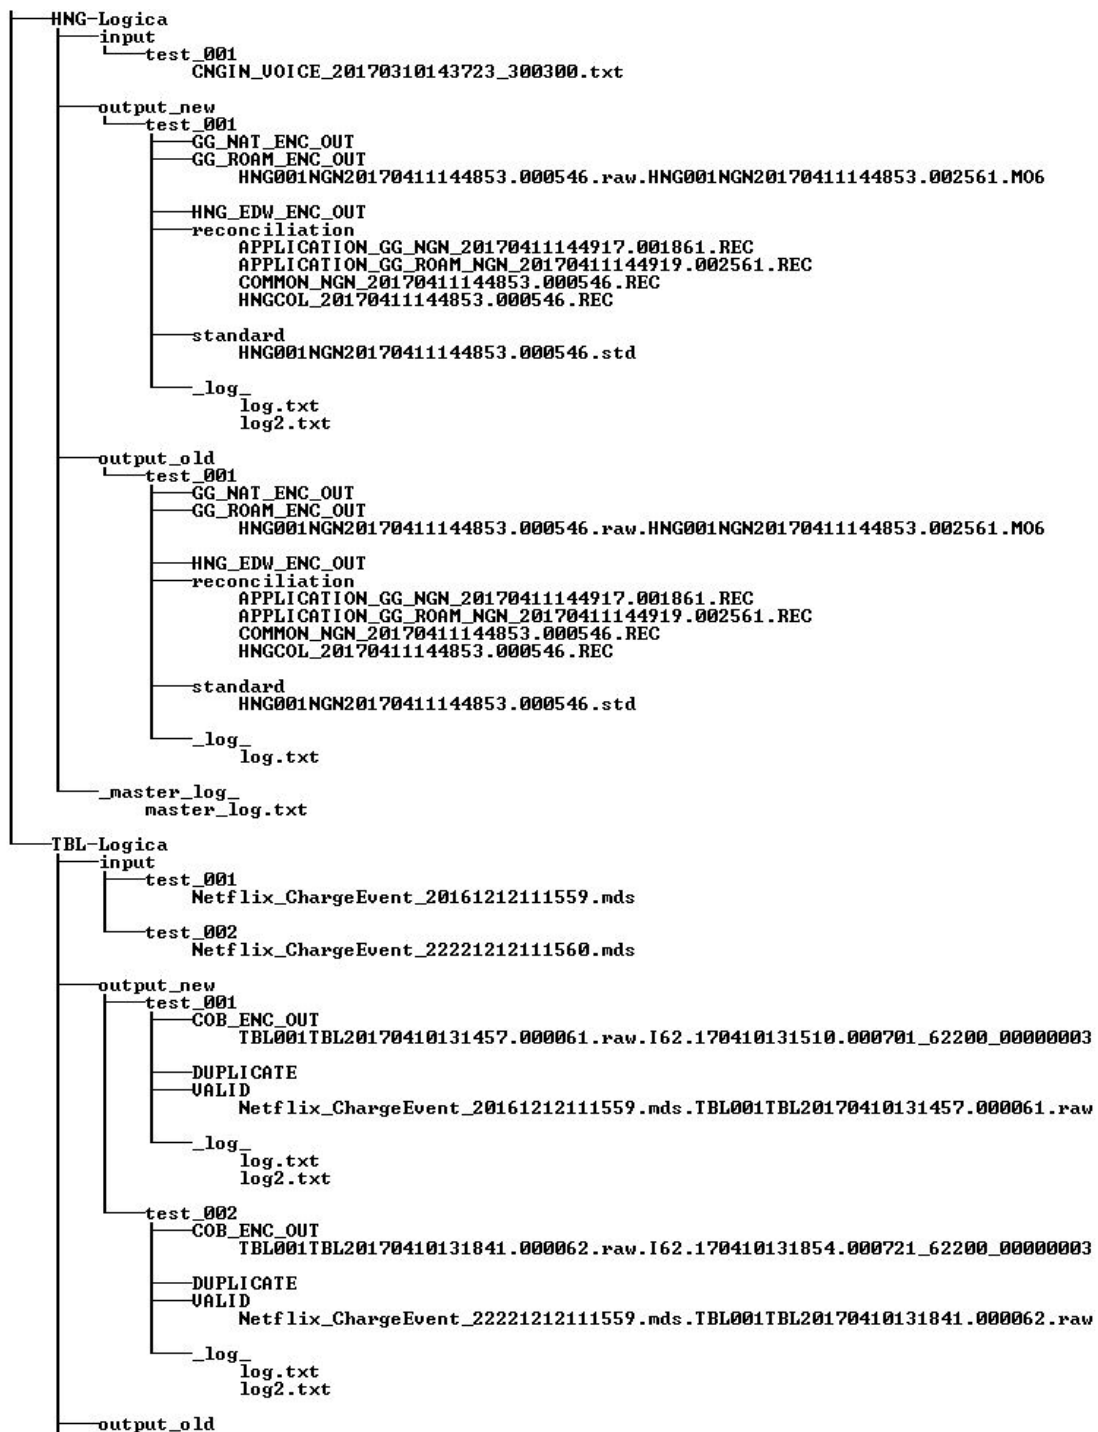 HNG-Logica
input
test_001
CNGIN_VOICE_20170310143723_300300.txt
output_new
test_001
GG_NAT_ENC_OUT
GG_ROAM_ENC_OUT
HNG001NGN20170411144853.000546.raw.HNG001NGN20170411144853.002561.MO6
HNG_EDW_ENC_OUT
reconciliation
APPLICATION_GG_NGN_20170411144917.001861.REC
APPLICATION_GG_ROAM_NGN_20170411144919.002561.REC
COMMON_NGN_20170411144853.000546.REC
HNGCOL_20170411144853.000546.REC
standard
HNG001NGN20170411144853.000546.std
_log_
log.txt
log2.txt
output_old
test_001
GG_NAT_ENC_OUT
GG_ROAM_ENC_OUT
HNG001NGN20170411144853.000546.raw.HNG001NGN20170411144853.002561.MO6
HNG_EDW_ENC_OUT
reconciliation
APPLICATION_GG_NGN_20170411144917.001861.REC
APPLICATION_GG_ROAM_NGN_20170411144919.002561.REC
COMMON_NGN_20170411144853.000546.REC
HNGCOL_20170411144853.000546.REC
standard
HNG001NGN20170411144853.000546.std
_log_
log.txt
_master_log_
master_log.txt
TBL-Logica
input
test_001
Netflix_ChargeEvent_20161212111559.mds
test_002
Netflix_ChargeEvent_22221212111560.mds
output_new
test_001
COB_ENC_OUT
TBL001TBL20170410131457.000061.raw.I62.170410131510.000701_62200_00000003
DUPLICATE
VALID
Netflix_ChargeEvent_20161212111559.mds.TBL001TBL20170410131457.000061.raw
_log_
log.txt
log2.txt
test_002
COB_ENC_OUT
TBL001TBL20170410131841.000062.raw.I62.170410131854.000721_62200_00000003
DUPLICATE
VALID
Netflix_ChargeEvent_22221212111559.mds.TBL001TBL20170410131841.000062.raw
_log_
log.txt
log2.txt
output_old